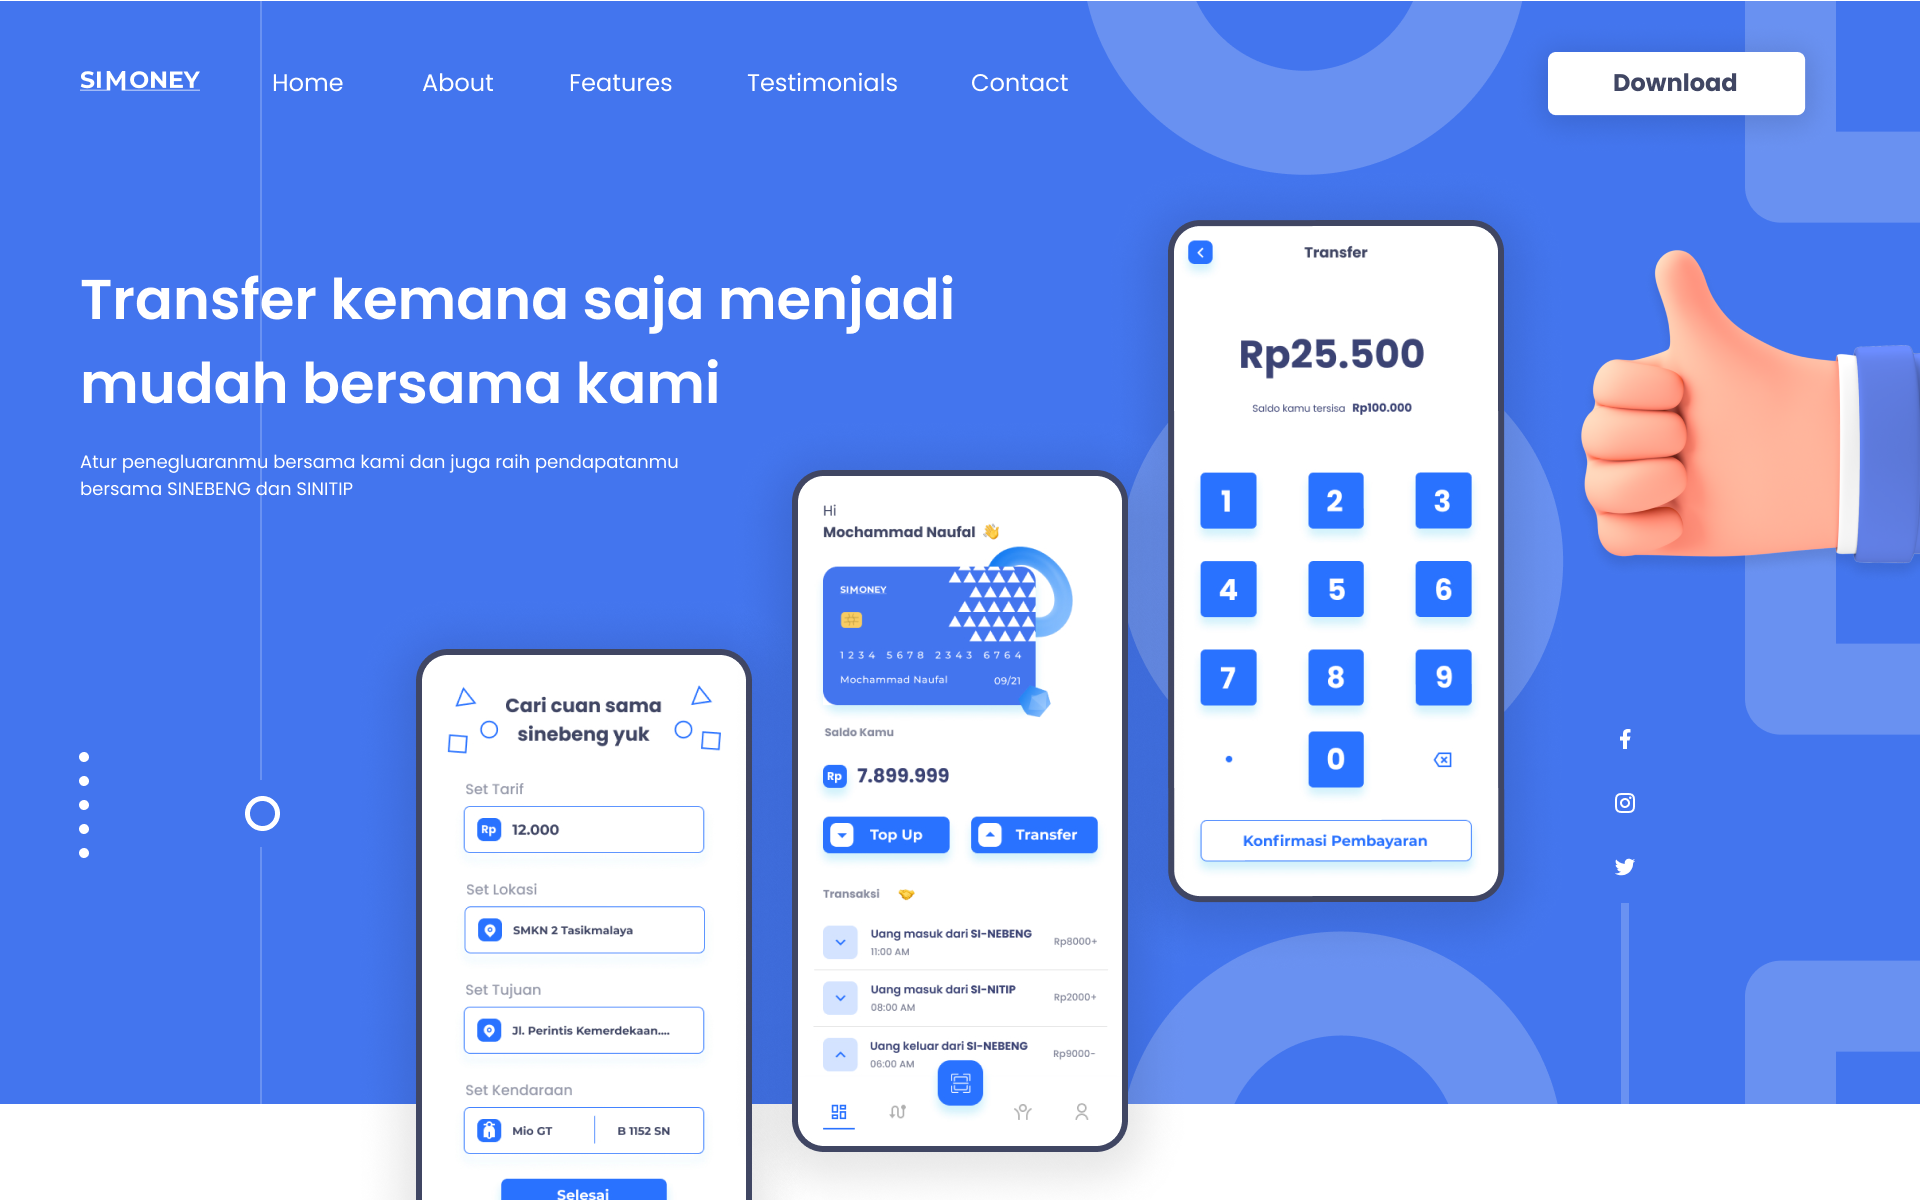 SIMONEY
Home
About
Features
Testimonials
Contact
Download
Transfer kemana saja menjadi
mudah bersama kami
Atur penegluaranmu bersama kami dan juga raih pendapatanmu
bersama SINEBENG dan SINITIP
Cari cuan sama
sinebeng yuk
Set Tarif
Rp 12.000
Set Lokasi
SMKN 2 Tasikmalaya
Set Tujuan
Jl. Perintis Kemerdekaan....
Set Kendaraan
Mio GT B 1152 SN
Selesai
Hi
Mochammad Naufal 👋
SIMONEY
1234 5678 2343 6764
Mochammad Naufal 09/21
Saldo Kamu
Rp 7.899.999
Top Up
Transfer
Transaksi
Uang masuk dari SI-NEBENG Rp8000+
11:00 AM
Uang masuk dari SI-NITIP Rp2000+
08:00 AM
Uang keluar dari SI-NEBENG Rp9000-
06:00 AM
Transfer
Rp25.500
Saldo kamu tersisa Rp100.000
1 2 3
4 5 6
7 8 9
0
Konfirmasi Pembayaran